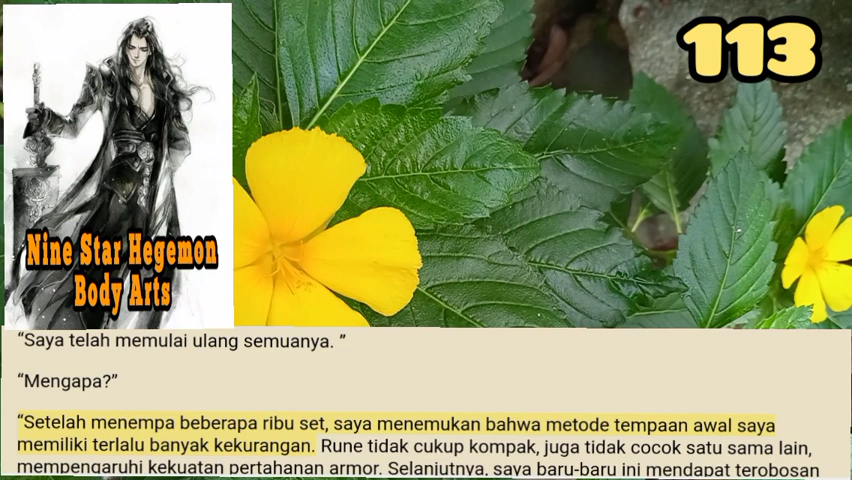 113
Nine Star Hegemon
Body Arts
“Saya telah memulai ulang semuanya. ”
“Mengapa?”
“Setelah menempa beberapa ribu set, saya menemukan bahwa metode tempaan awal saya
memiliki terlalu banyak kekurangan. Rune tidak cukup kompak, juga tidak cocok satu sama lain,
mempengaruhi kekuatan pertahanan armor. Selanjutnya, saya baru-baru ini mendapat terobosan